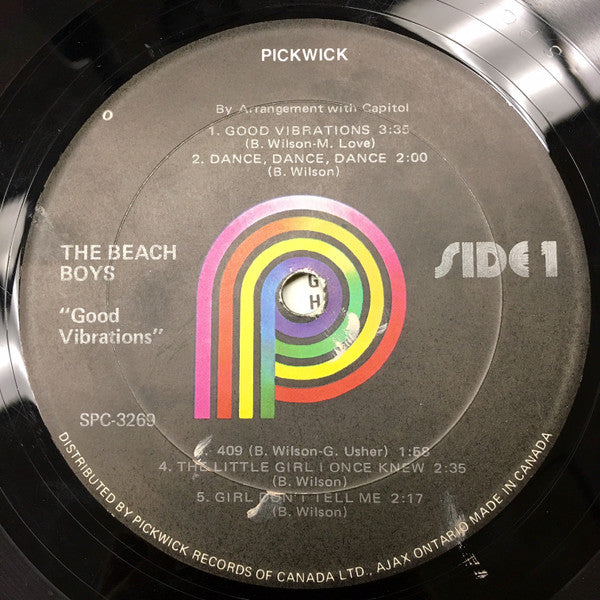 PICKWICK
By Arrangement with Capitol
1. GOOD VIBRATIONS 3:35
(B. Wilson-M. Love)
2. DANCE, DANCE, DANCE 2:00
(B. Wilson)
THE BEACH
BOYS
"Good
Vibrations"
SPC-3269
SIDE 1
G
H
409 (B. Wilson-G. Usher) 1:58
4. THE LITTLE GIRL I ONCE KNEW 2:35
(B. Wilson)
5. GIRL DON'T TELL ME 2:17
(B. Wilson)
DISTRIBUTED BY PICKWICK RECORDS OF CANADA LTD., AJAX ONTARIO MADE IN CANADA